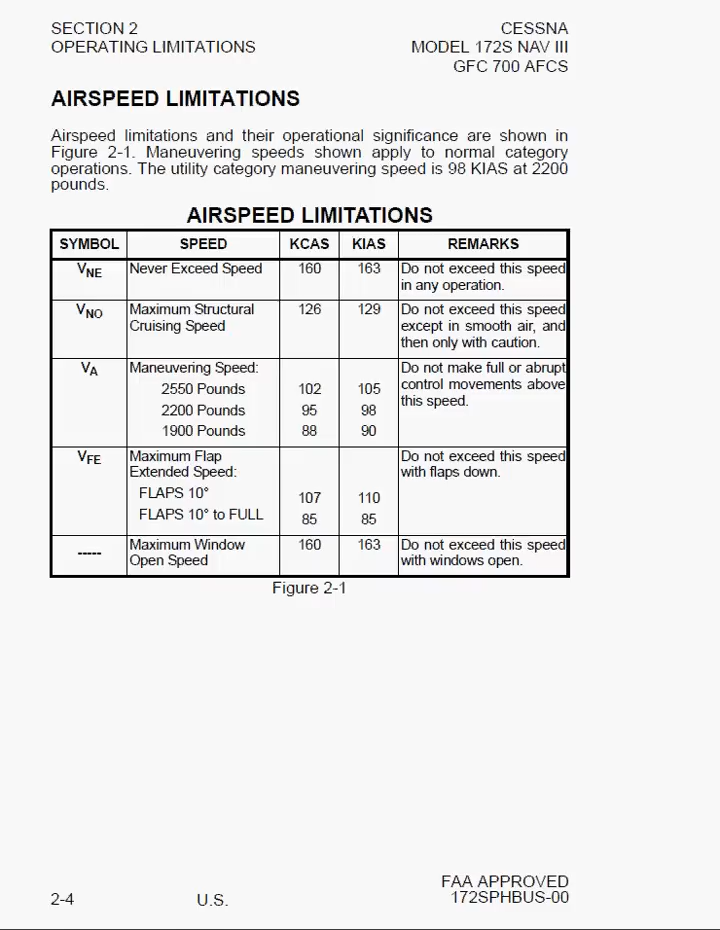 SECTION 2
OPERATING LIMITATIONS
CESSNA
MODEL 172S NAV III
GFC 700 AFCS
AIRSPEED LIMITATIONS
Airspeed limitations and their operational significance are shown in
Figure 2-1. Maneuvering speeds shown apply to normal category
operations. The utility category maneuvering speed is 98 KIAS at 2200
pounds.
AIRSPEED LIMITATIONS
SYMBOL SPEED KCAS KIAS REMARKS
VNE Never Exceed Speed 160 163 Do not exceed this speed
in any operation.
VNO Maximum Structural 126 129 Do not exceed this speed
Cruising Speed except in smooth air, and
then only with caution.
VA Maneuvering Speed: Do not make full or abrupt
2550 Pounds 102 105 control movements above
2200 Pounds 95 98 this speed.
1900 Pounds 88 90
VFE Maximum Flap Do not exceed this speed
Extended Speed: with flaps down.
FLAPS 10° 107 110
FLAPS 10° to FULL 85 85
----- Maximum Window 160 163 Do not exceed this speed
Open Speed with windows open.
Figure 2-1
FAA APPROVED
2-4 U.S. 172SPHBUS-00